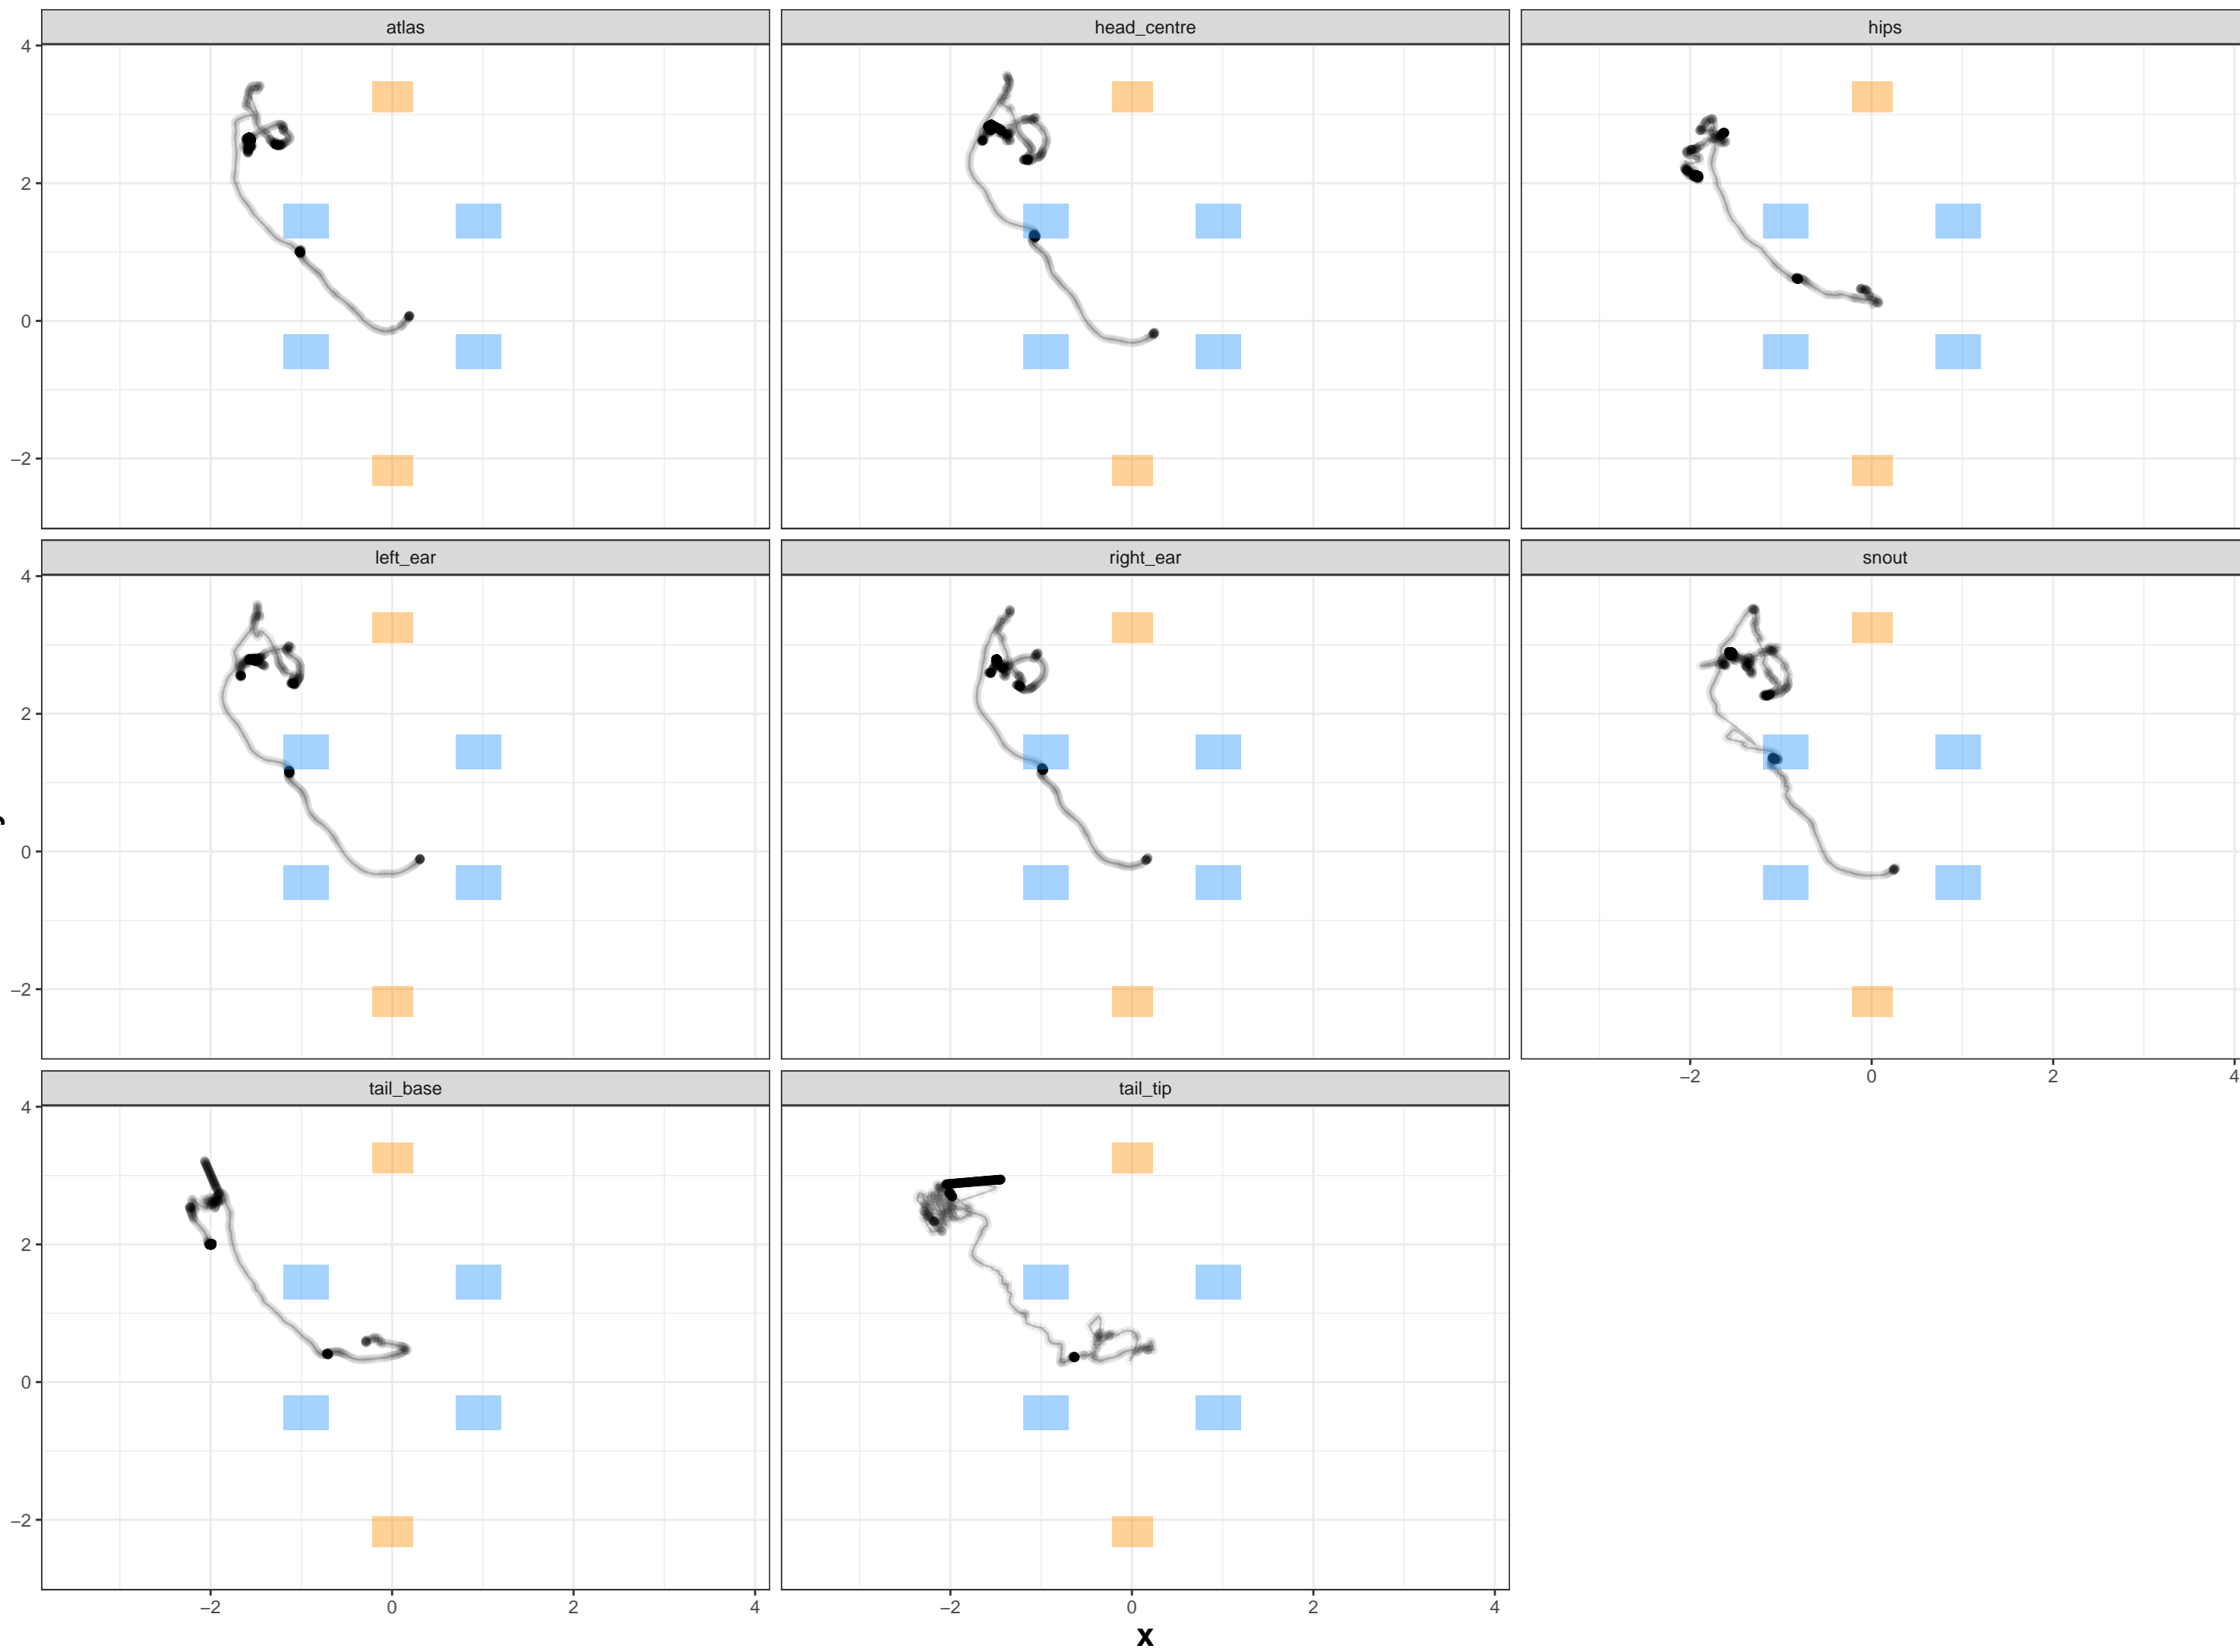 atlas head_centre hips
4
2
0
−2
left_ear right_ear snout
4
2
0
−2
−2 0 2 4
tail_base tail_tip
4
2
0
−2
−2 0 2 4 −2 0 2 4
x